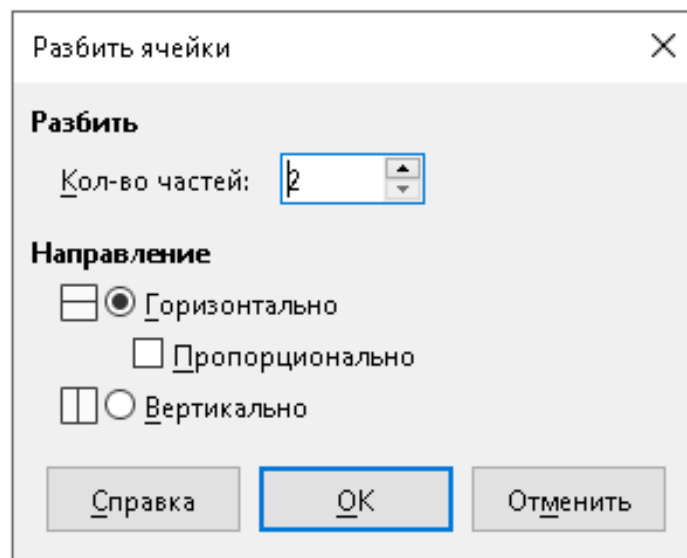 Разбить ячейки
Разбить
Кол-во частей: 2
Направление
Горизонтально
Пропорционально
Вертикально
Справка OK Отменить